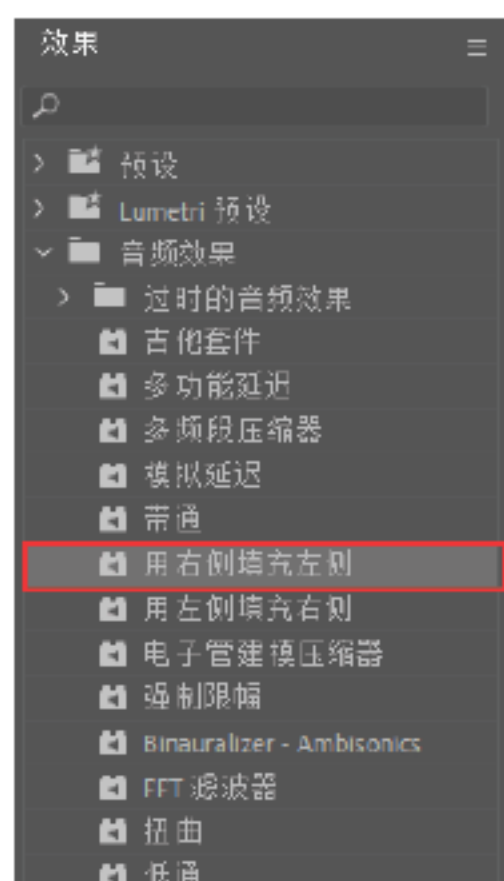 效果
预设
Lumetri 预设
音频效果
过时的音频效果
吉他套件
多功能延迟
多频段压缩器
模拟延迟
带通
用右侧填充左侧
用左侧填充右侧
电子管建模压缩器
强制限幅
Binauralizer - Ambisonics
FFT 滤波器
扭曲
低通